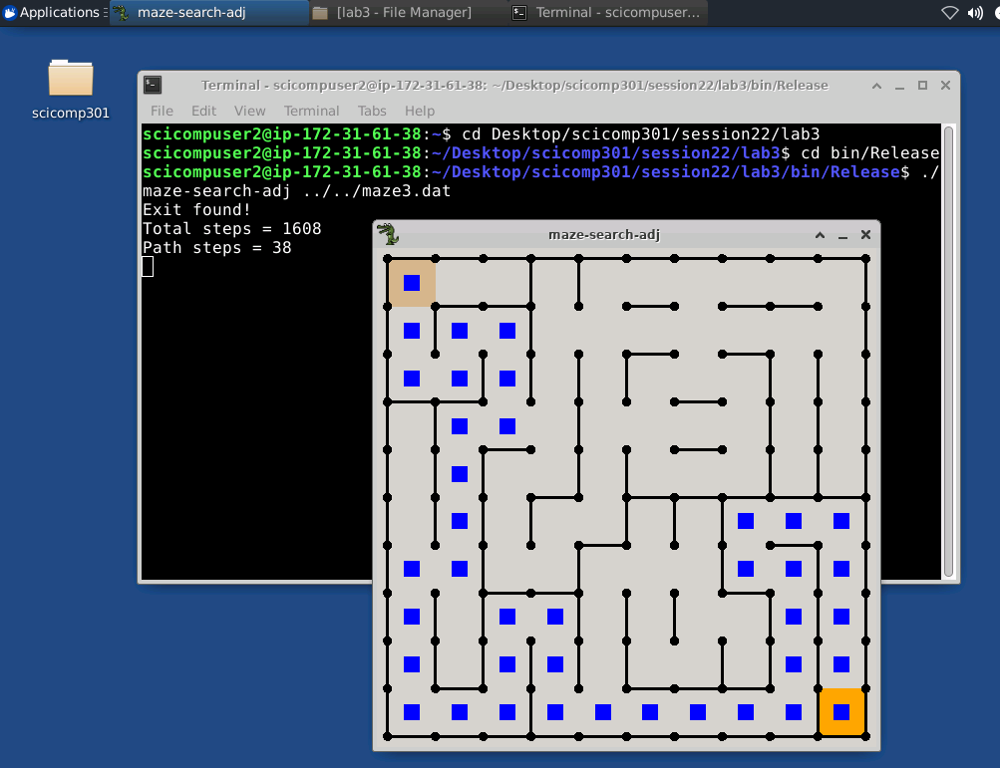 Applications
maze-search-adj
[lab3 - File Manager]
Terminal - scicompuser...
scicomp301
Terminal - scicompuser2@ip-172-31-61-38: ~/Desktop/scicomp301/session22/lab3/bin/Release
File Edit View Terminal Tabs Help
scicompuser2@ip-172-31-61-38:~$ cd Desktop/scicomp301/session22/lab3
scicompuser2@ip-172-31-61-38:~/Desktop/scicomp301/session22/lab3$ cd bin/Release
scicompuser2@ip-172-31-61-38:~/Desktop/scicomp301/session22/lab3/bin/Release$ ./
maze-search-adj ../../maze3.dat
Exit found!
Total steps = 1608
Path steps = 38
maze-search-adj